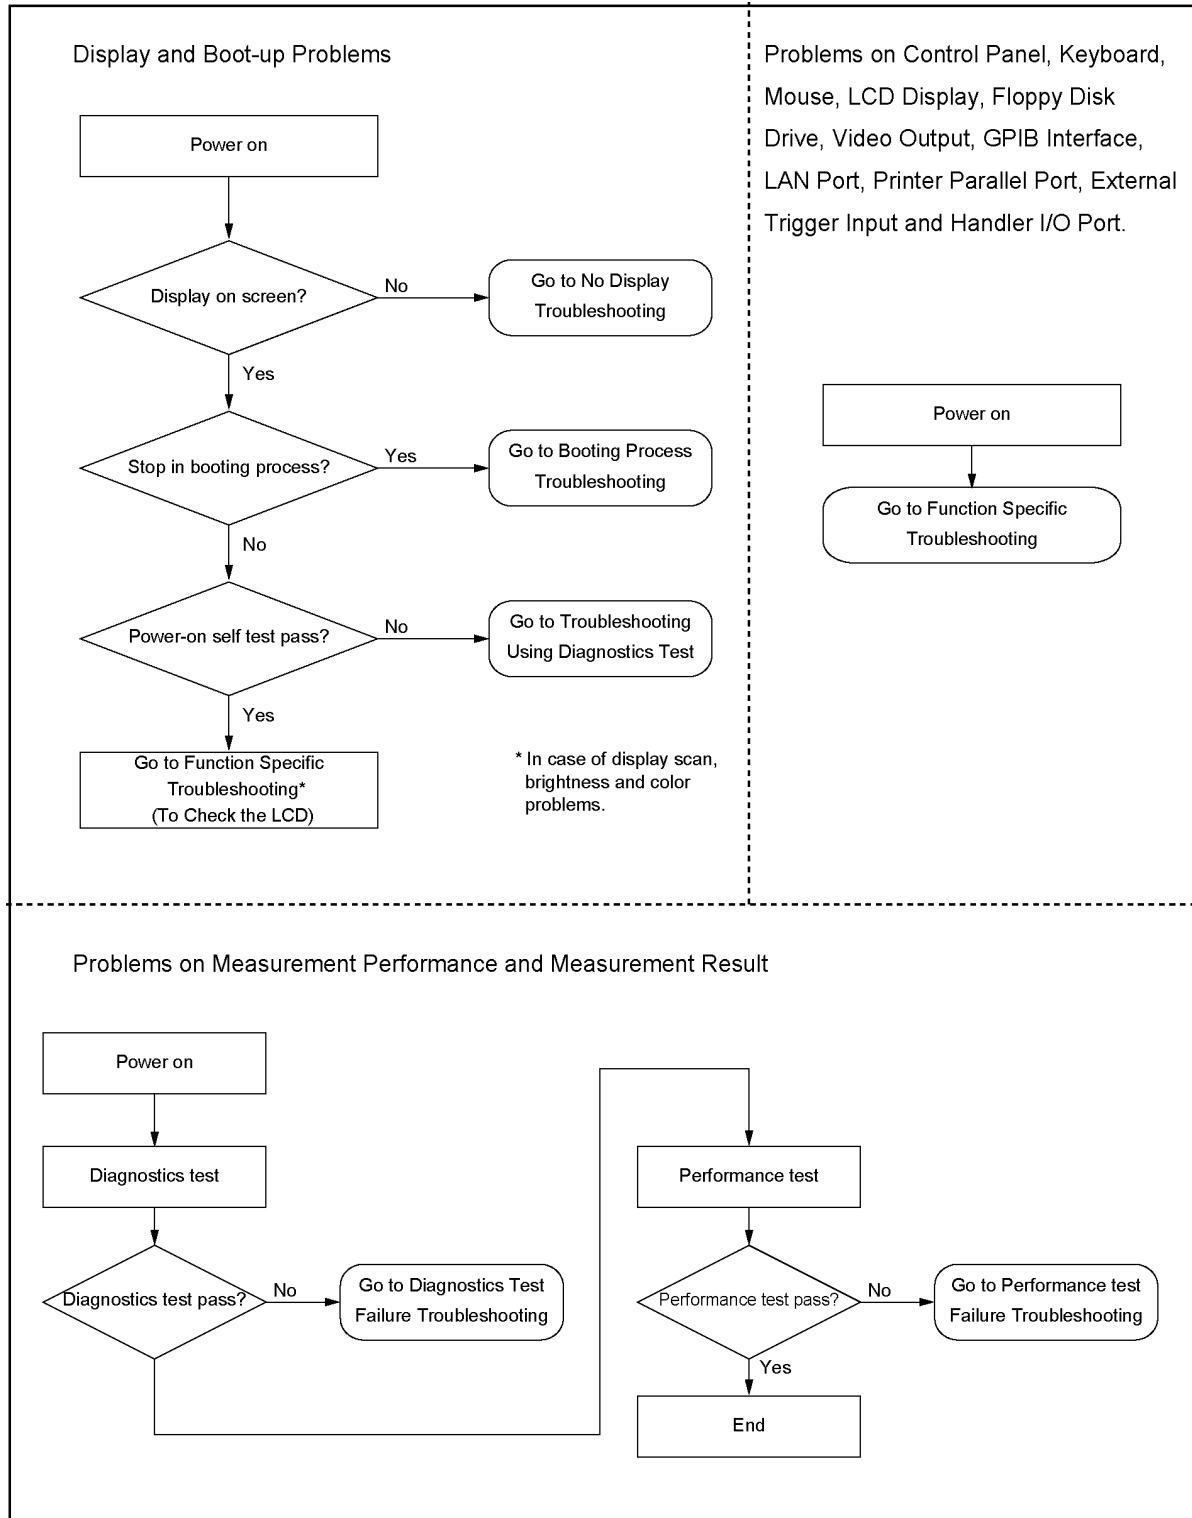 Display and Boot-up Problems
Power on
Display on screen?
No
Go to No Display
Troubleshooting
Yes
Stop in booting process?
Yes
Go to Booting Process
Troubleshooting
No
Power-on self test pass?
No
Go to Troubleshooting
Using Diagnostics Test
Yes
Go to Function Specific
Troubleshooting*
(To Check the LCD)
* In case of display scan,
brightness and color
problems.
Problems on Control Panel, Keyboard,
Mouse, LCD Display, Floppy Disk
Drive, Video Output, GPIB Interface,
LAN Port, Printer Parallel Port, External
Trigger Input and Handler I/O Port.
Power on
Go to Function Specific
Troubleshooting
Problems on Measurement Performance and Measurement Result
Power on
Diagnostics test
Diagnostics test pass?
No
Go to Diagnostics Test
Failure Troubleshooting
Performance test
Performance test pass?
No
Go to Performance test
Failure Troubleshooting
Yes
End